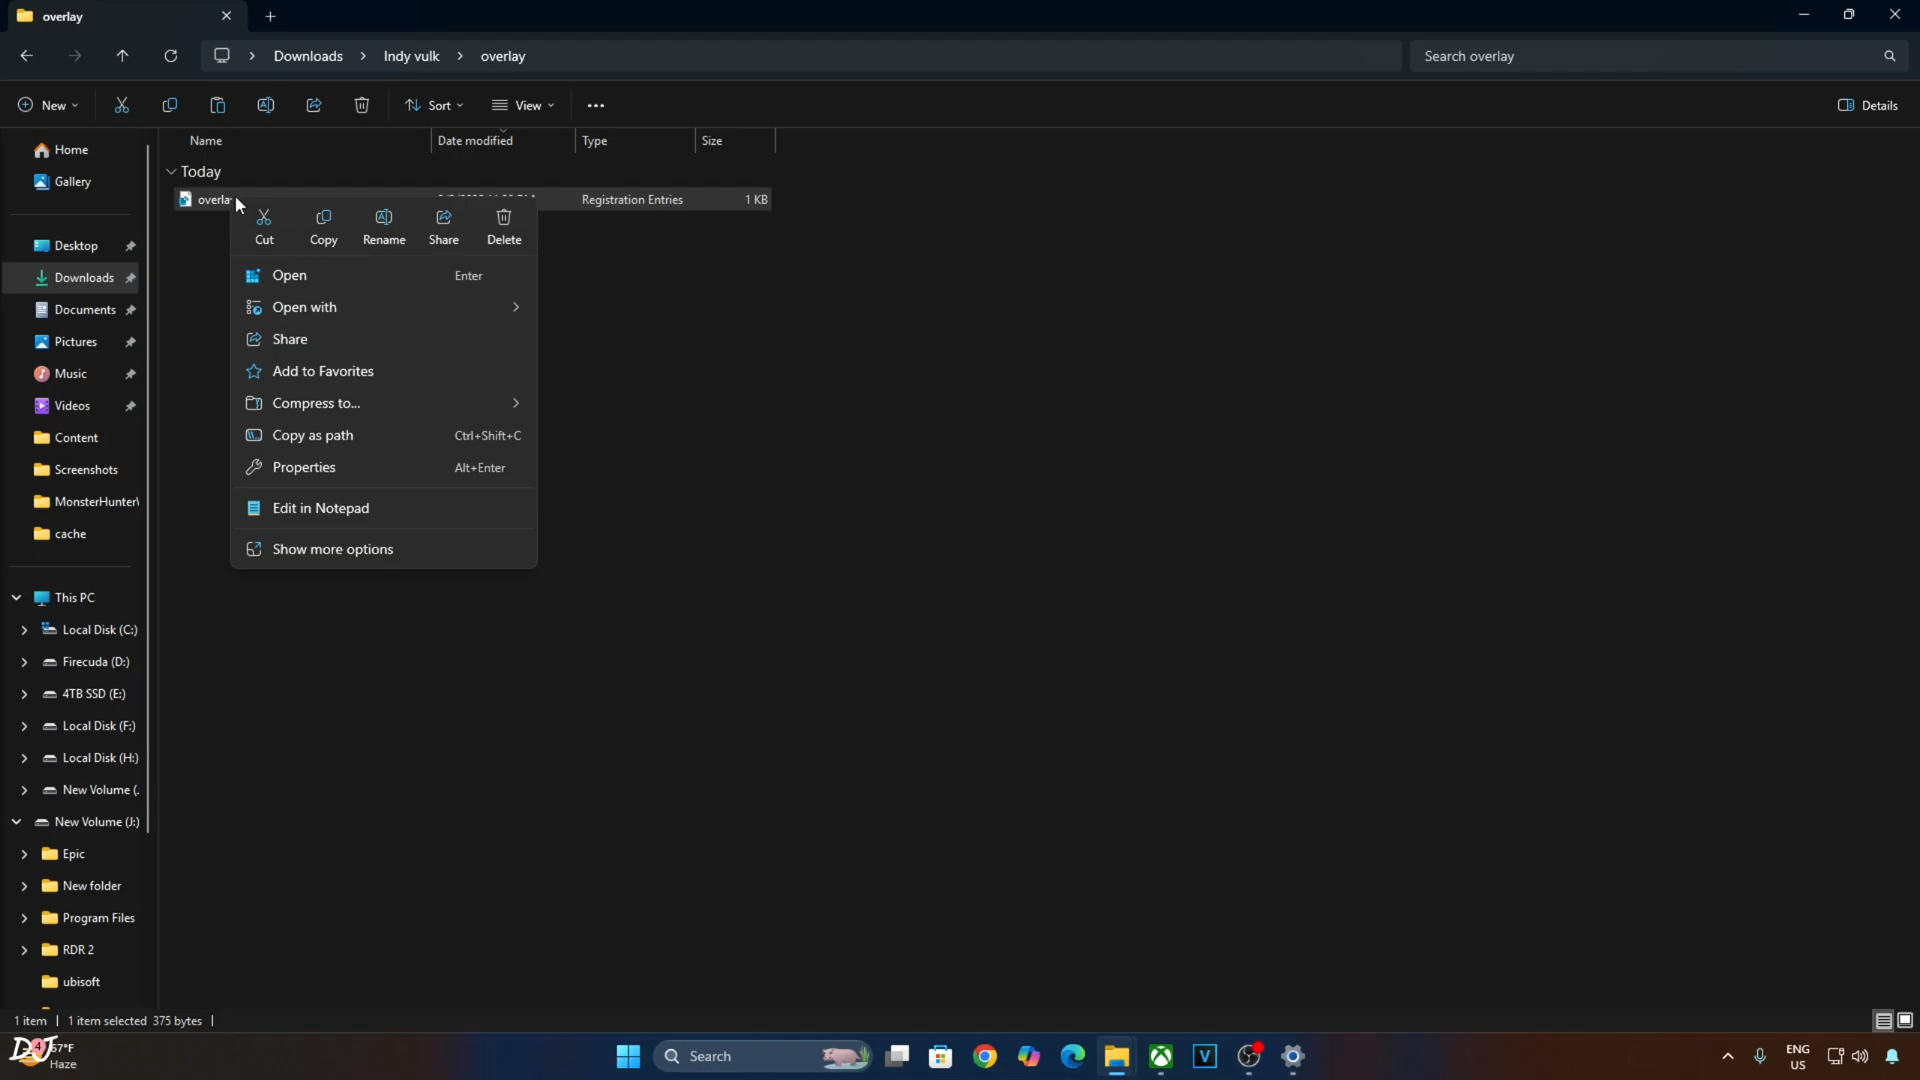 overlay
Downloads
Indy vulk
overlay
Search overlay
New
Sort
View
Details
Home
Gallery
Desktop
Downloads
Documents
Pictures
Music
Videos
Content
Screenshots
MonsterHunter
cache
This PC
Local Disk (C:)
Firecuda (D:)
4TB SSD (E:)
Local Disk (F:)
Local Disk (H:)
New Volume (
New Volume (J:)
Epic
New folder
Program Files
RDR 2
ubisoft
Name
Date modified
Type
Size
Today
Registration Entries
1 KB
Cut
Copy
Rename
Share
Delete
Open Enter
Open with
Share
Add to Favorites
Compress to...
Copy as path Ctrl+Shift+C
Properties Alt+Enter
Edit in Notepad
Show more options
1 item
1 item selected 375 bytes
4
Haze
Search
V
ENG
US